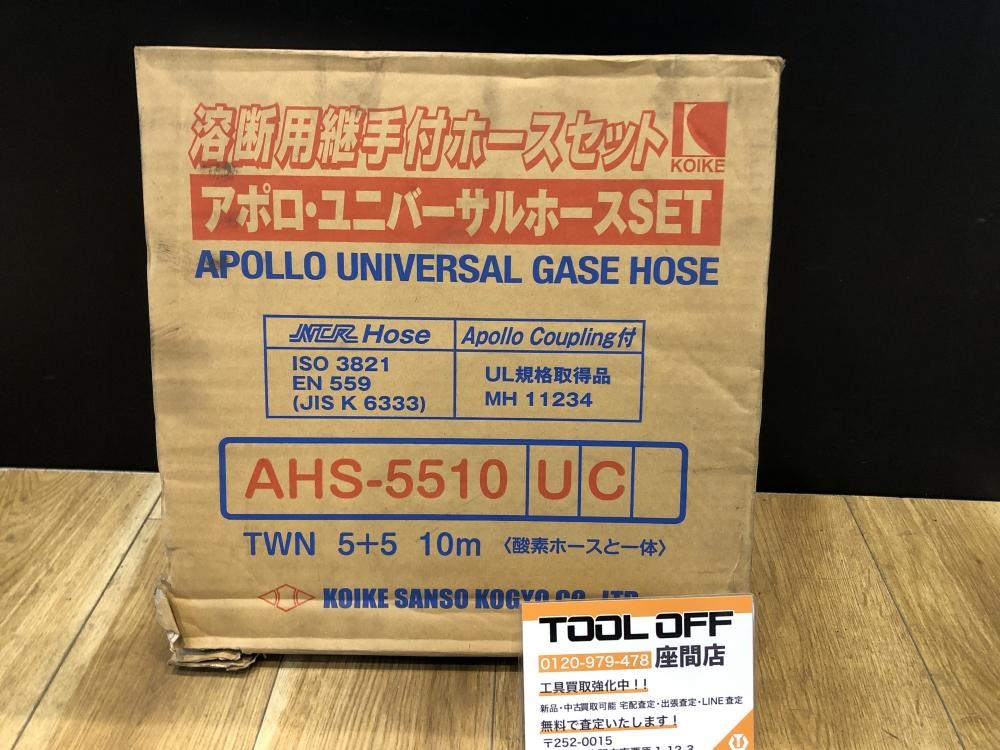 溶断用継手付ホースセット
KOIKE
アポロ・ユニバーサルホースSET
APOLLO UNIVERSAL GASE HOSE
NCR Hose
Apollo Coupling付
ISO 3821
EN 559
(JIS K 6333)
UL規格取得品
MH 11234
AHS-5510 U C
TWN 5+5 10m 〈酸素ホースと一体〉
KOIKE SANSO KOGYO CO., LTD.
TOOL OFF
0120-979-478 座間店
工具買取強化中！！
新品・中古買取可能 宅配査定・出張査定・LINE査定
無料で査定いたします！
〒252-0015